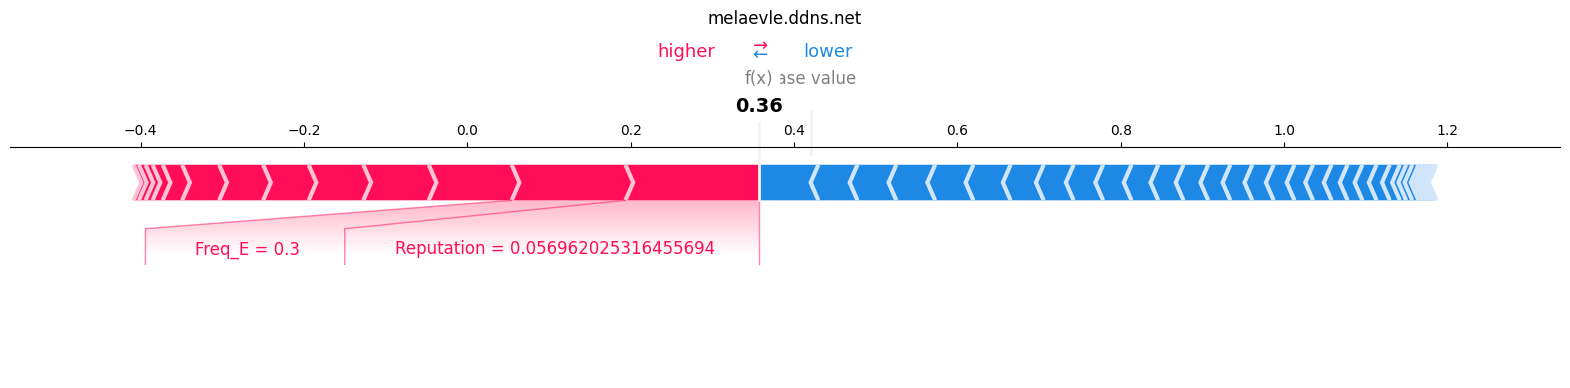 melaevle.ddns.net
higher ⇄ lower
f(x) ase value
0.36
−0.4 −0.2 0.0 0.2 0.4 0.6 0.8 1.0 1.2
Freq_E = 0.3 Reputation = 0.056962025316455694